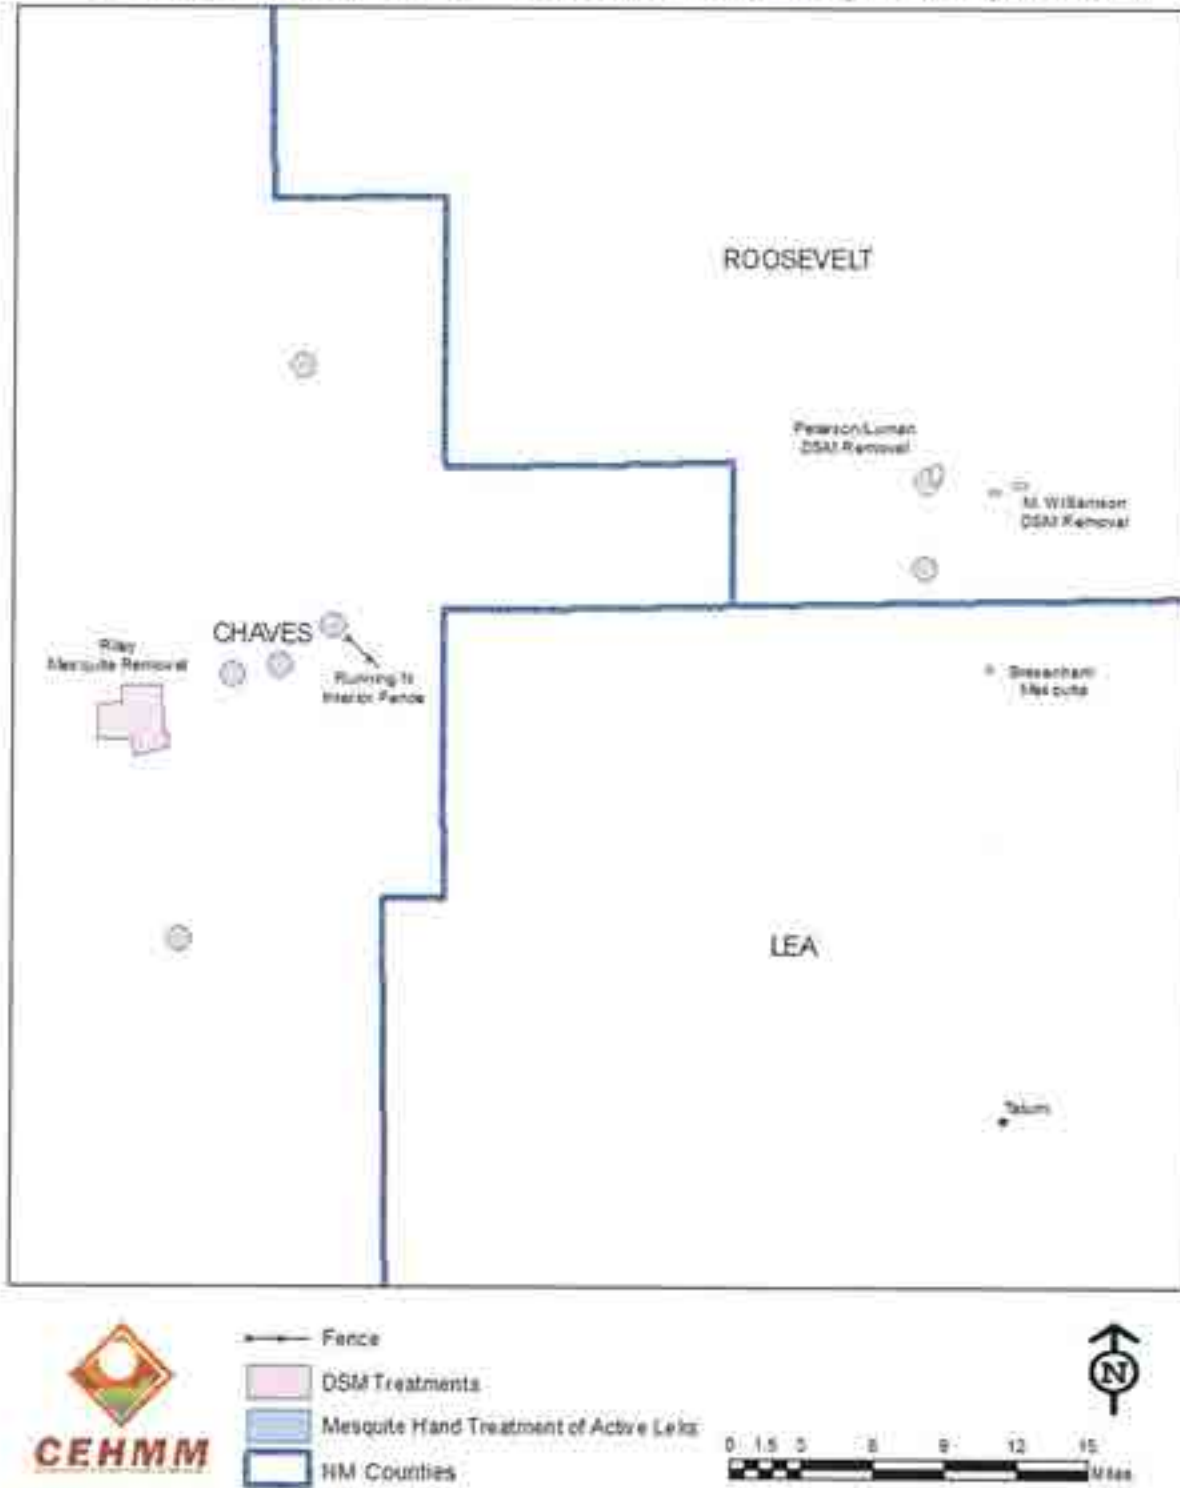 ROOSEVELT
Peterson/Luman
DSM Removal
M. Williamson
DSM Removal
CHAVES
Riley
Mesquite Removal
Running N
Interior Fence
Mesquite
LEA
Tatum
Fence
DSM Treatments
Mesquite Hand Treatment of Active Leks
NM Counties
CEHMM
N
0 1.5 3 6 9 12 15
Miles